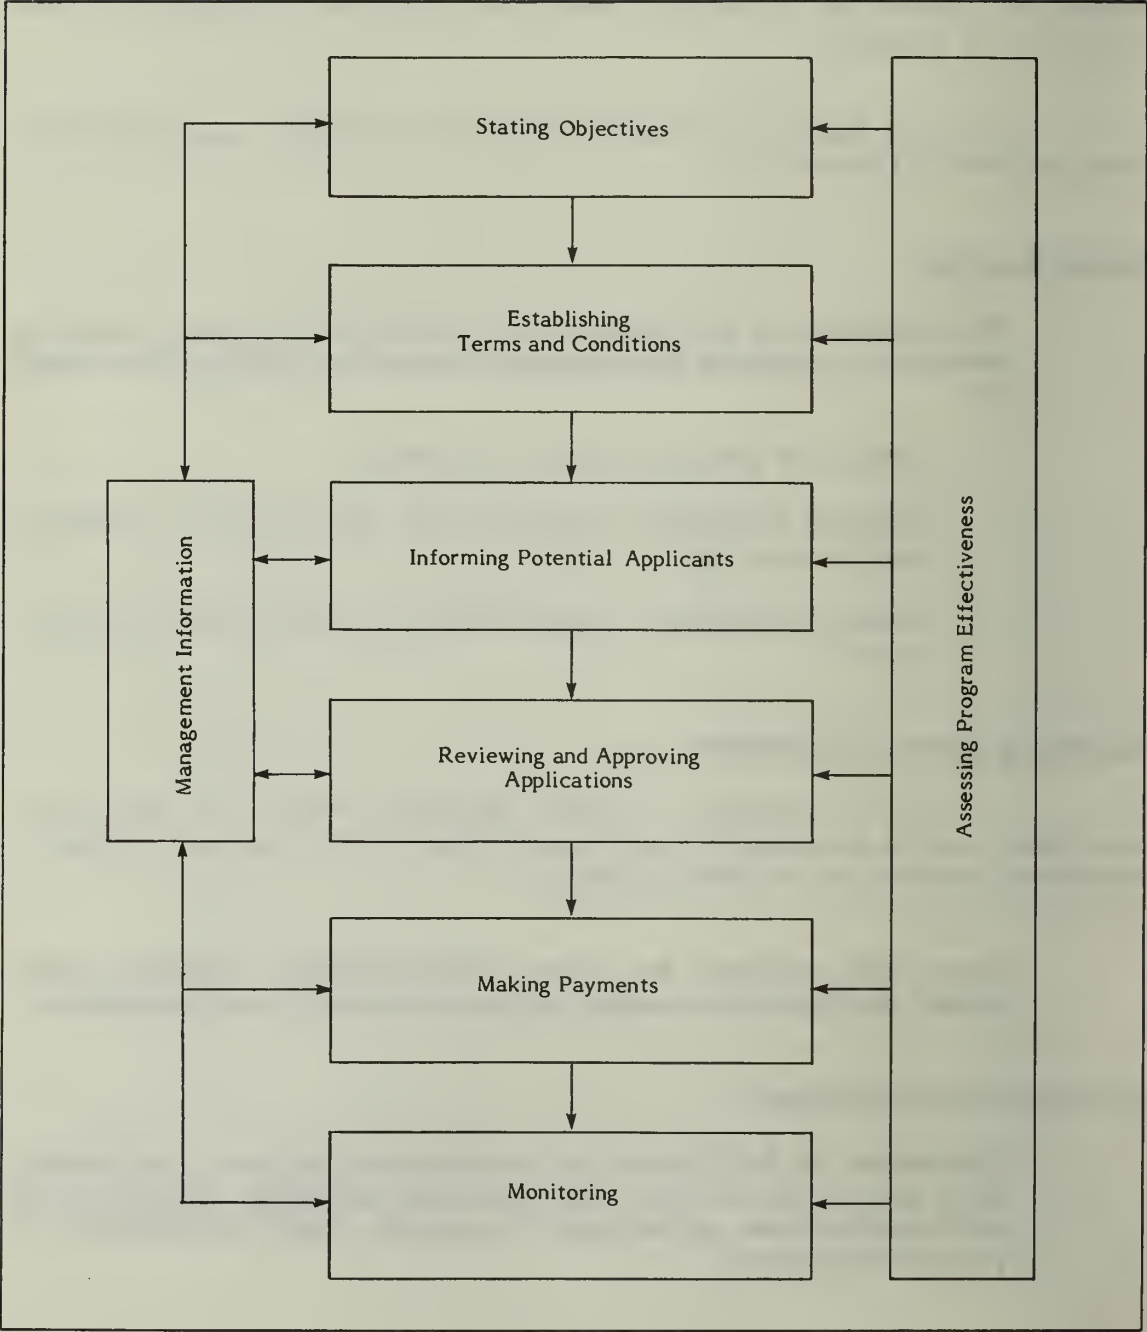 Stating Objectives
Establishing
Terms and Conditions
Management Information
Informing Potential Applicants
Reviewing and Approving
Applications
Making Payments
Monitoring
Assessing Program Effectiveness